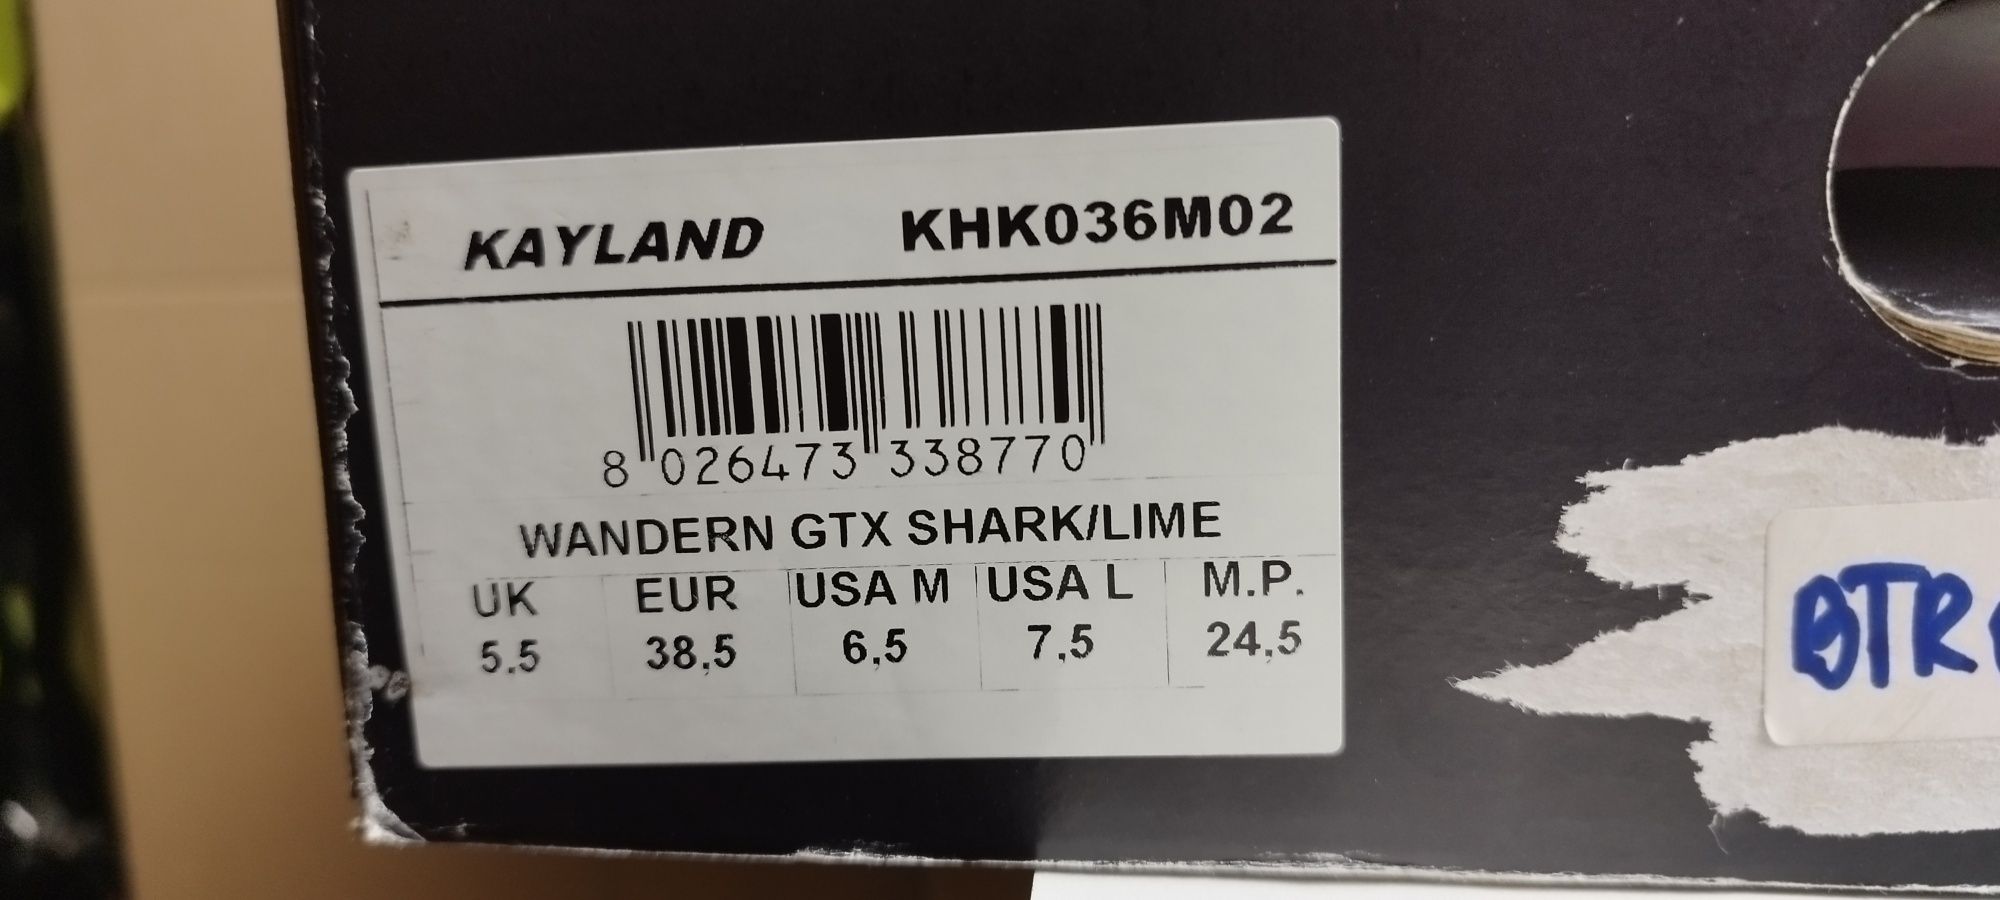 KAYLAND KHK036M02
8 026473 338770
WANDERN GTX SHARK/LIME
UK EUR USA M USA L M.P.
5.5 38,5 6,5 7,5 24,5
BTR